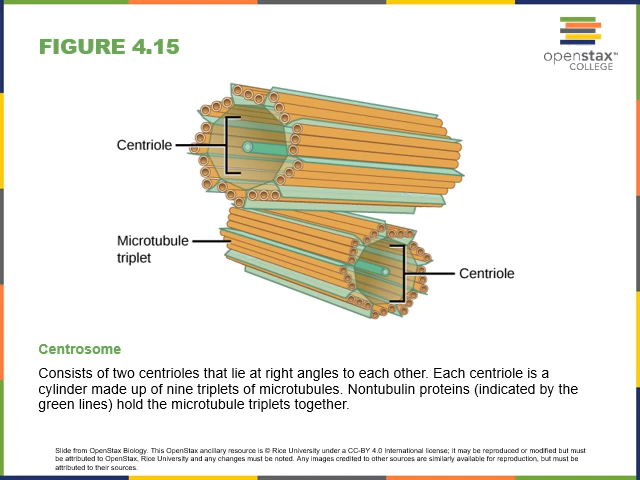 FIGURE 4.15
openstax™
COLLEGE
Centriole
Microtubule
triplet
Centriole
Centrosome
Consists of two centrioles that lie at right angles to each other. Each centriole is a
cylinder made up of nine triplets of microtubules. Nontubulin proteins (indicated by the
green lines) hold the microtubule triplets together.
Slide from OpenStax Biology. This OpenStax ancillary resource is © Rice University under a CC-BY 4.0 International license; it may be reproduced or modified but must
be attributed to OpenStax, Rice University and any changes must be noted. Any images credited to other sources are similarly available for reproduction, but must be
attributed to their sources.